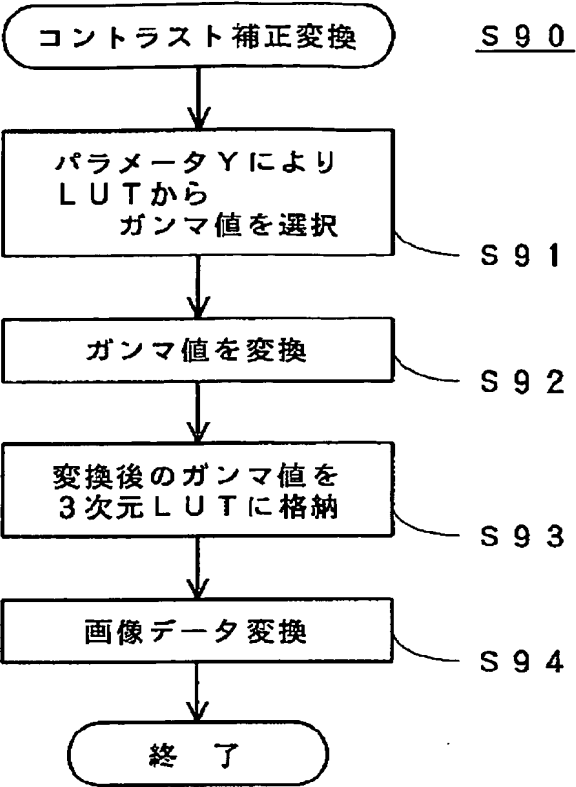 コントラスト補正変換
S90
パラメータYにより
LUTから
ガンマ値を選択
S91
ガンマ値を変換
S92
変換後のガンマ値を
3次元LUTに格納
S93
画像データ変換
S94
終 了